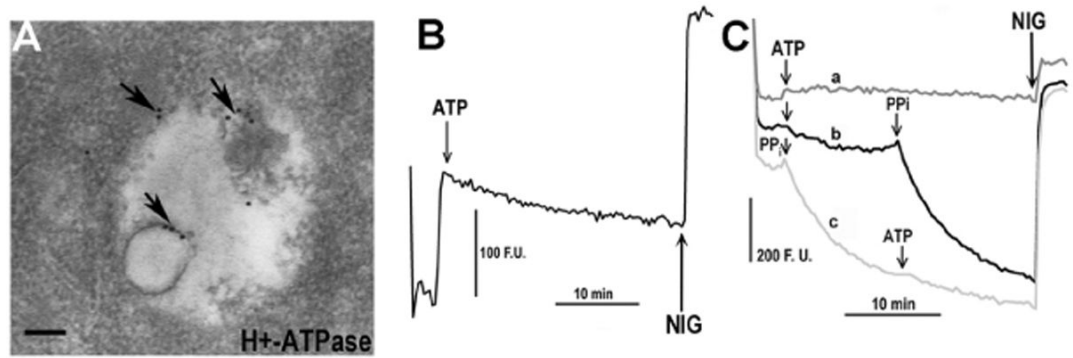 A
H+-ATPase
B
ATP
100 F.U.
10 min
NIG
C
NIG
ATP
a
PPi
b
PPi
c
ATP
200 F. U.
10 min